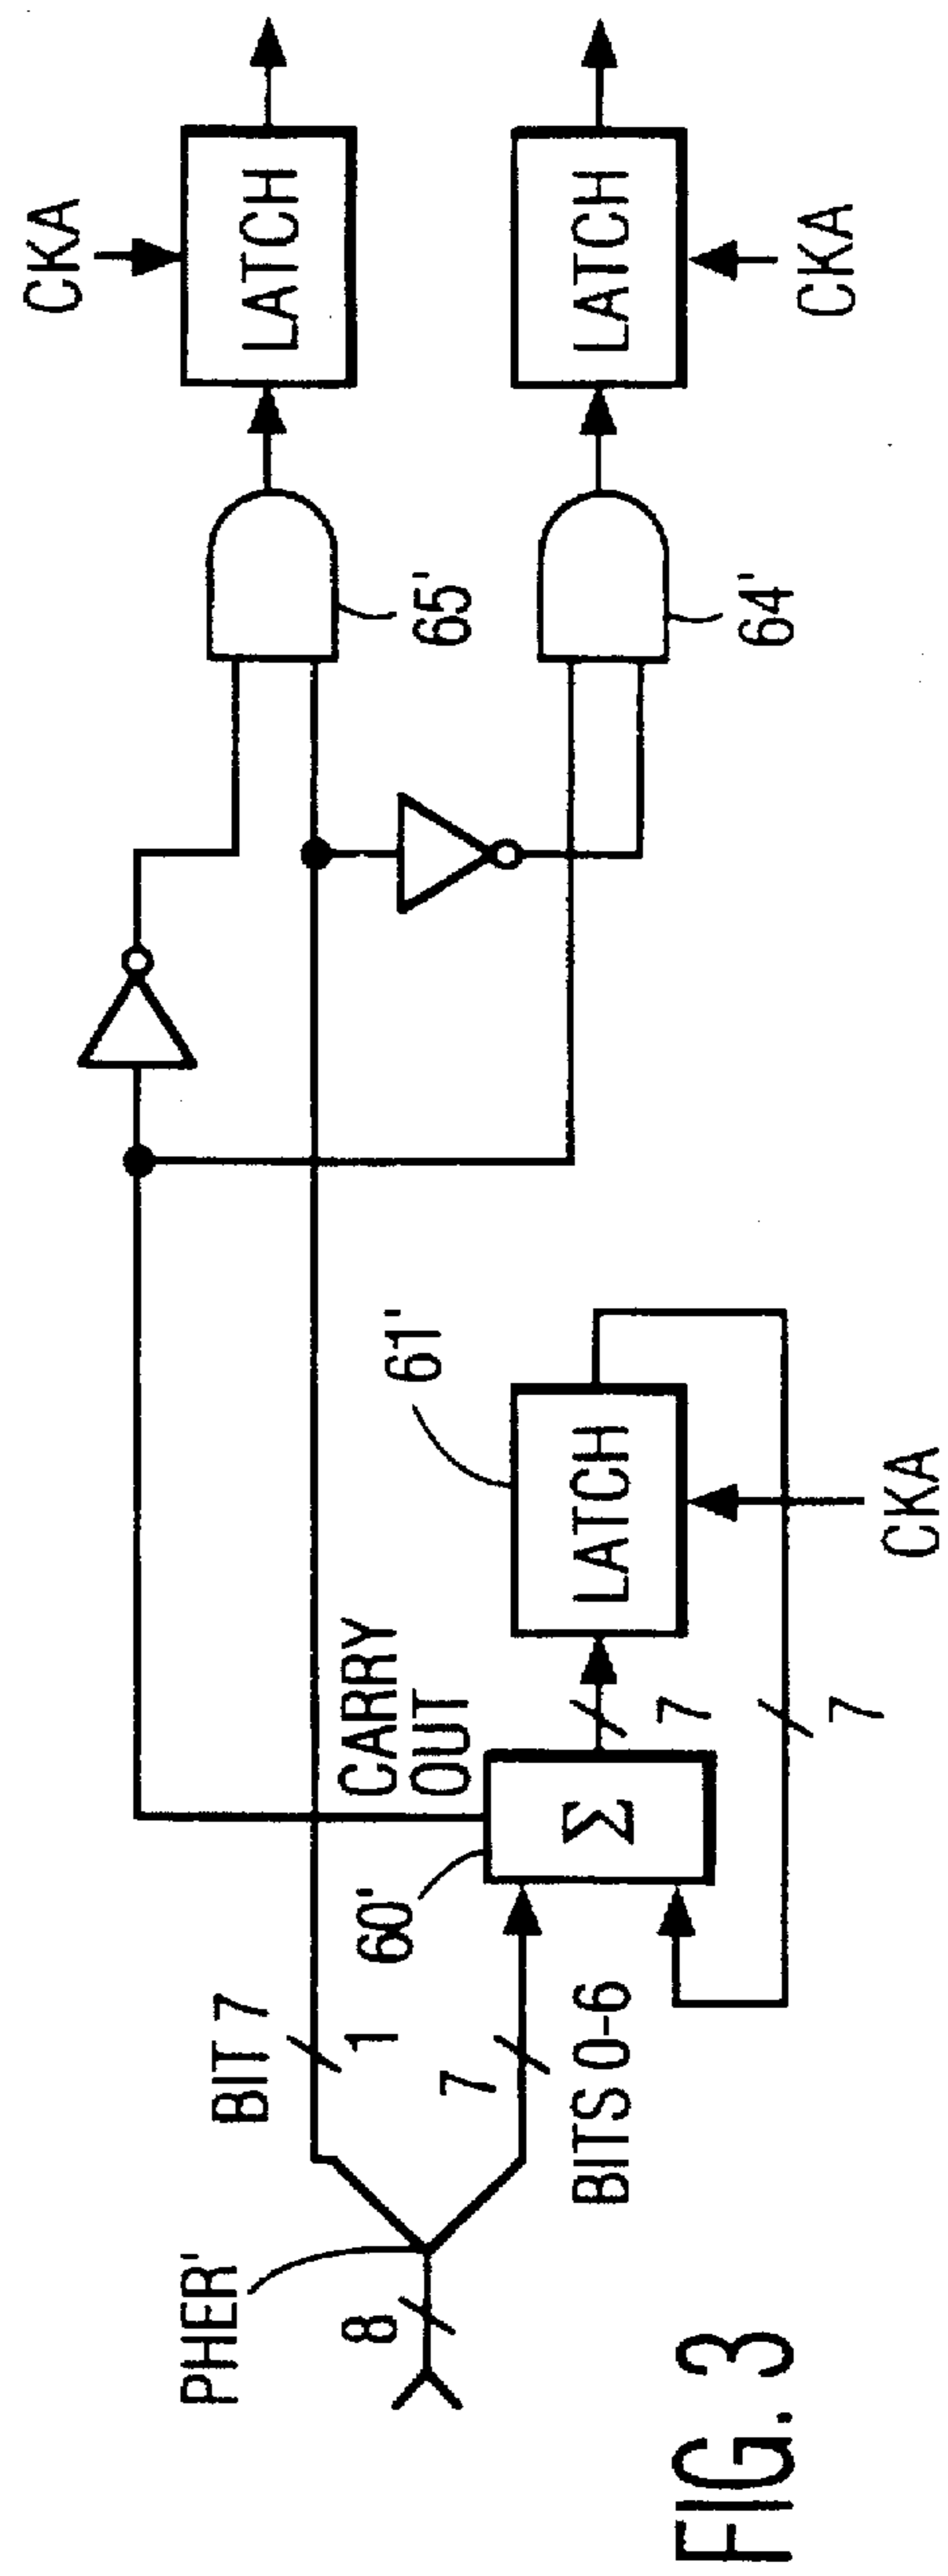 PHER'
8
BIT 7
1
7
BITS 0-6
60'
CARRY
OUT
Σ
7
7
61'
LATCH
CKA
65'
64'
CKA
LATCH
LATCH
CKA
FIG. 3